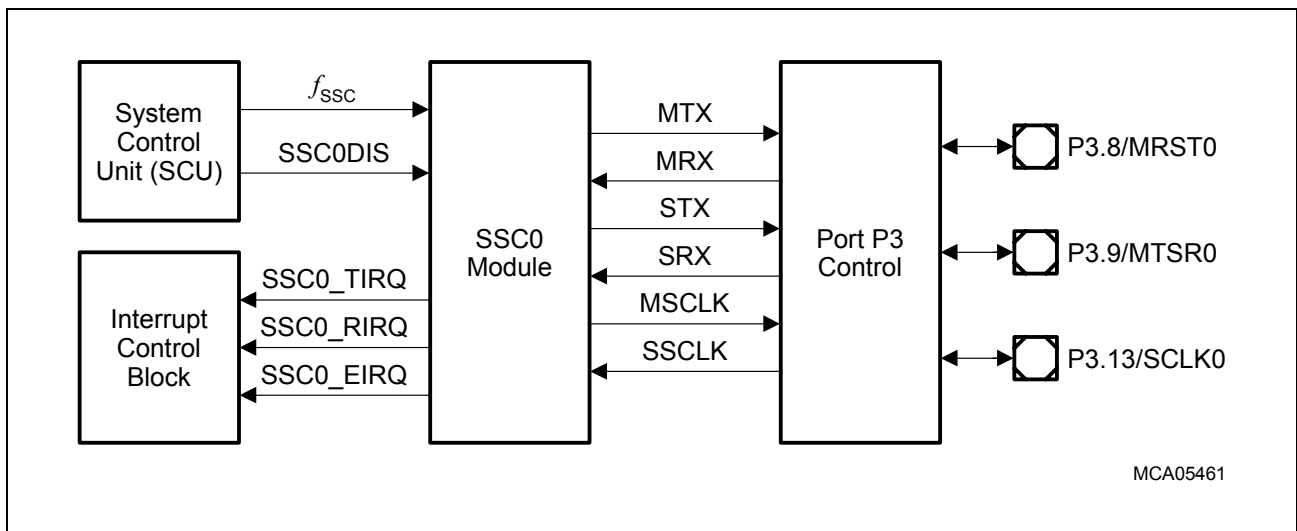 System
Control
Unit (SCU)
fSSC
SSC0DIS
Interrupt
Control
Block
SSC0_TIRQ
SSC0_RIRQ
SSC0_EIRQ
SSC0
Module
MTX
MRX
STX
SRX
MSCLK
SSCLK
Port P3
Control
P3.8/MRST0
P3.9/MTSR0
P3.13/SCLK0
MCA05461